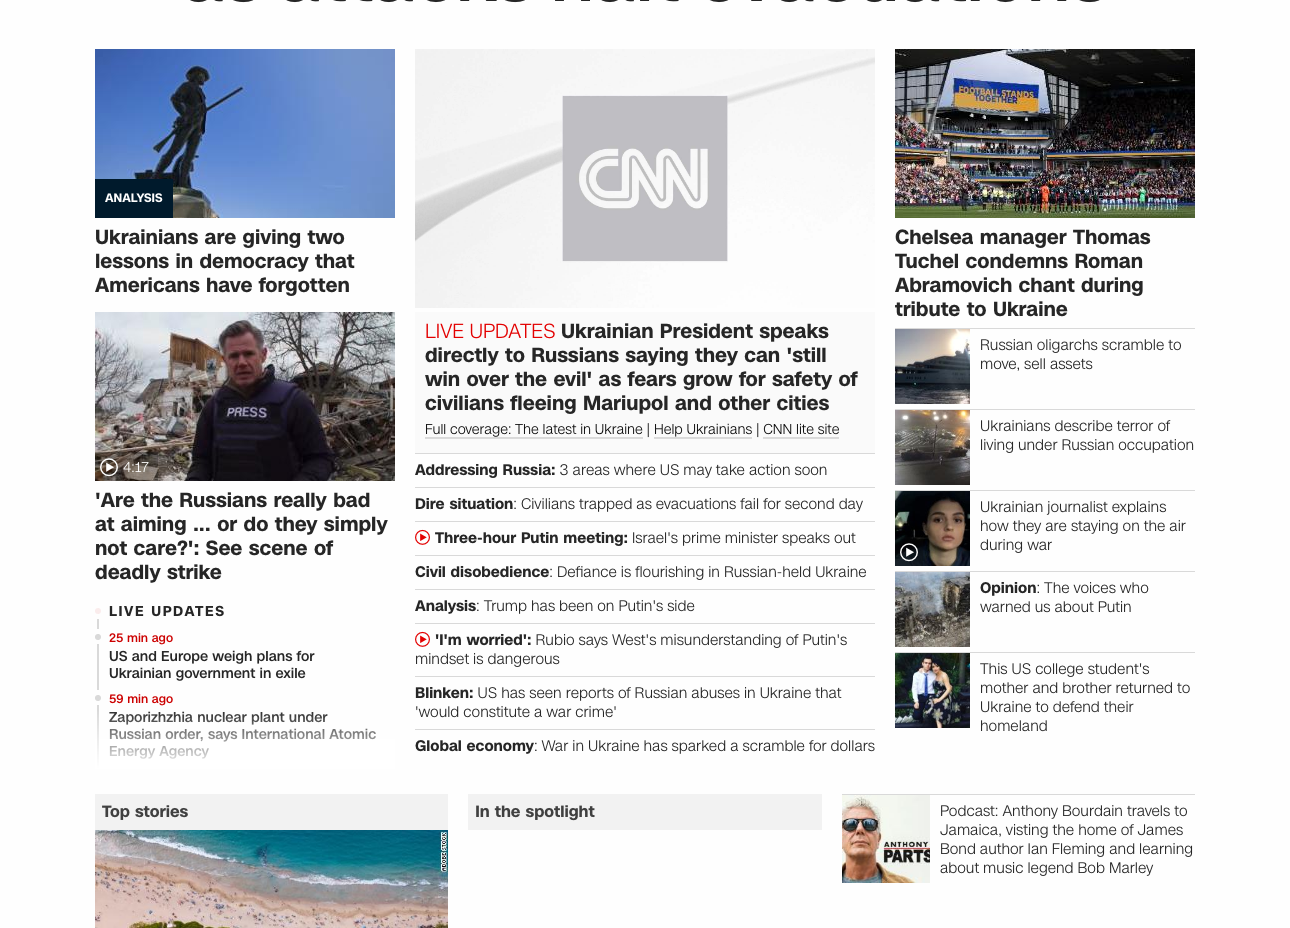 as attacks halt evacuations
ANALYSIS
Ukrainians are giving two
lessons in democracy that
Americans have forgotten
PRESS
4:17
'Are the Russians really bad
at aiming ... or do they simply
not care?': See scene of
deadly strike
LIVE UPDATES
25 min ago
US and Europe weigh plans for
Ukrainian government in exile
59 min ago
Zaporizhzhia nuclear plant under
Russian order, says International Atomic
Energy Agency
CNN
LIVE UPDATES Ukrainian President speaks
directly to Russians saying they can 'still
win over the evil' as fears grow for safety of
civilians fleeing Mariupol and other cities
Full coverage: The latest in Ukraine | Help Ukrainians | CNN lite site
Addressing Russia: 3 areas where US may take action soon
Dire situation: Civilians trapped as evacuations fail for second day
Three-hour Putin meeting: Israel's prime minister speaks out
Civil disobedience: Defiance is flourishing in Russian-held Ukraine
Analysis: Trump has been on Putin's side
'I'm worried': Rubio says West's misunderstanding of Putin's
mindset is dangerous
Blinken: US has seen reports of Russian abuses in Ukraine that
'would constitute a war crime'
Global economy: War in Ukraine has sparked a scramble for dollars
FOOTBALL STANDS
TOGETHER
Chelsea manager Thomas
Tuchel condemns Roman
Abramovich chant during
tribute to Ukraine
Russian oligarchs scramble to
move, sell assets
Ukrainians describe terror of
living under Russian occupation
Ukrainian journalist explains
how they are staying on the air
during war
Opinion: The voices who
warned us about Putin
This US college student's
mother and brother returned to
Ukraine to defend their
homeland
Top stories
ADOBE STOCK
In the spotlight
ANTHONY
PARTS
Podcast: Anthony Bourdain travels to
Jamaica, visting the home of James
Bond author Ian Fleming and learning
about music legend Bob Marley